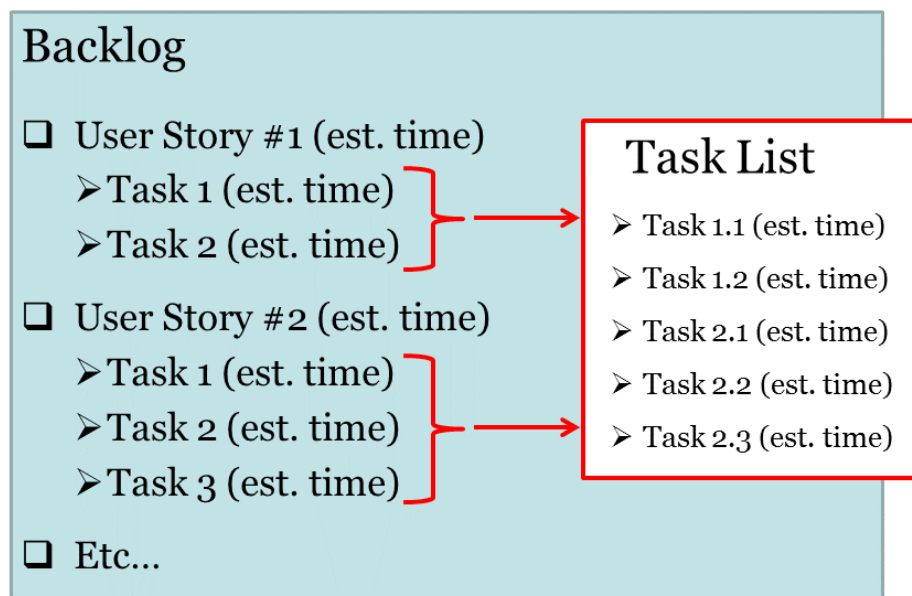 Backlog
❑ User Story #1 (est. time)
➢Task 1 (est. time)
➢Task 2 (est. time)
❑ User Story #2 (est. time)
➢Task 1 (est. time)
➢Task 2 (est. time)
➢Task 3 (est. time)
❑ Etc...
Task List
➢ Task 1.1 (est. time)
➢ Task 1.2 (est. time)
➢ Task 2.1 (est. time)
➢ Task 2.2 (est. time)
➢ Task 2.3 (est. time)